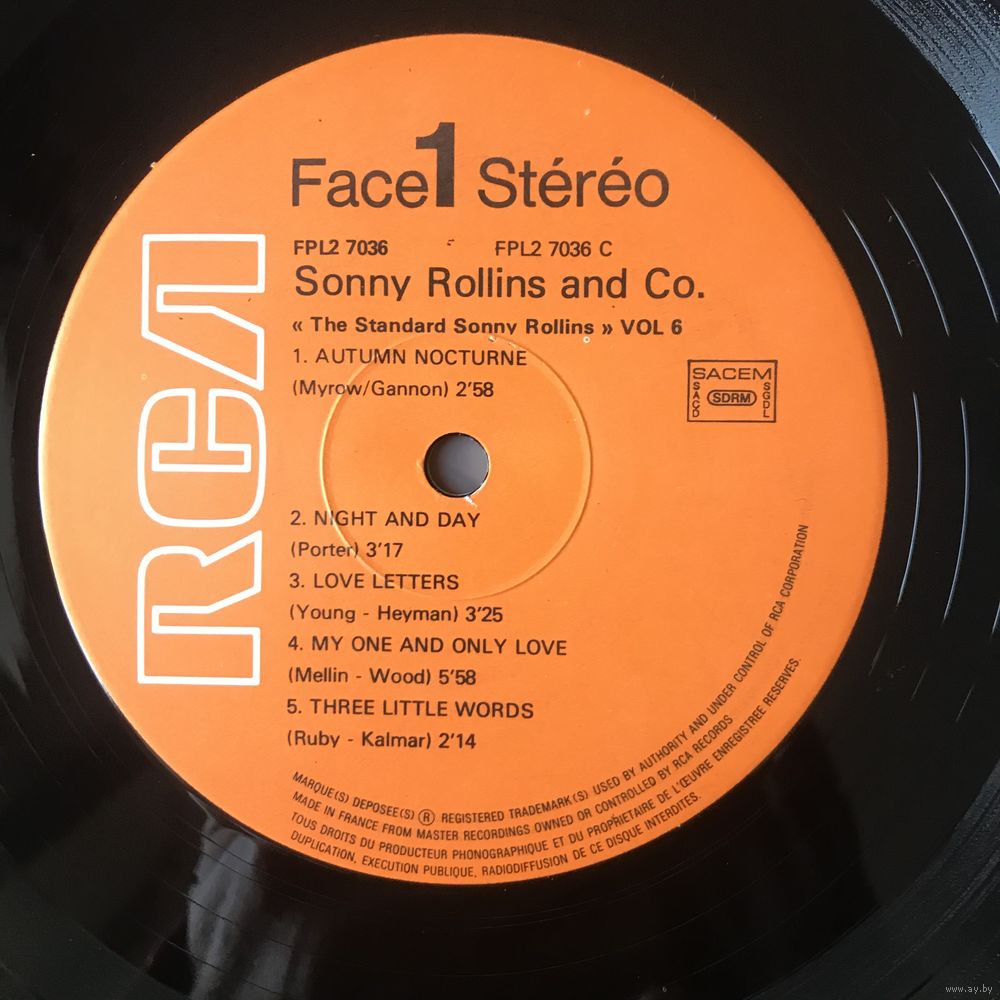 Face 1 Stéréo
FPL2 7036 FPL2 7036 C
Sonny Rollins and Co.
« The Standard Sonny Rollins » VOL 6
1. AUTUMN NOCTURNE
(Myrow/Gannon) 2'58
2. NIGHT AND DAY
(Porter) 3'17
3. LOVE LETTERS
(Young - Heyman) 3'25
4. MY ONE AND ONLY LOVE
(Mellin - Wood) 5'58
5. THREE LITTLE WORDS
(Ruby - Kalmar) 2'14
RCA
SACEM
SACD
SDRM
SGDL
MARQUE(S) DEPOSEE(S) ® REGISTERED TRADEMARK(S) USED BY AUTHORITY AND UNDER CONTROL OF RCA CORPORATION
MADE IN FRANCE FROM MASTER RECORDINGS OWNED OR CONTROLLED BY RCA RECORDS
TOUS DROITS DU PRODUCTEUR PHONOGRAPHIQUE ET DU PROPRIETAIRE DE L'ŒUVRE ENREGISTREE RESERVES.
DUPLICATION, EXECUTION PUBLIQUE, RADIODIFFUSION DE CE DISQUE INTERDITES.
www.ay.by